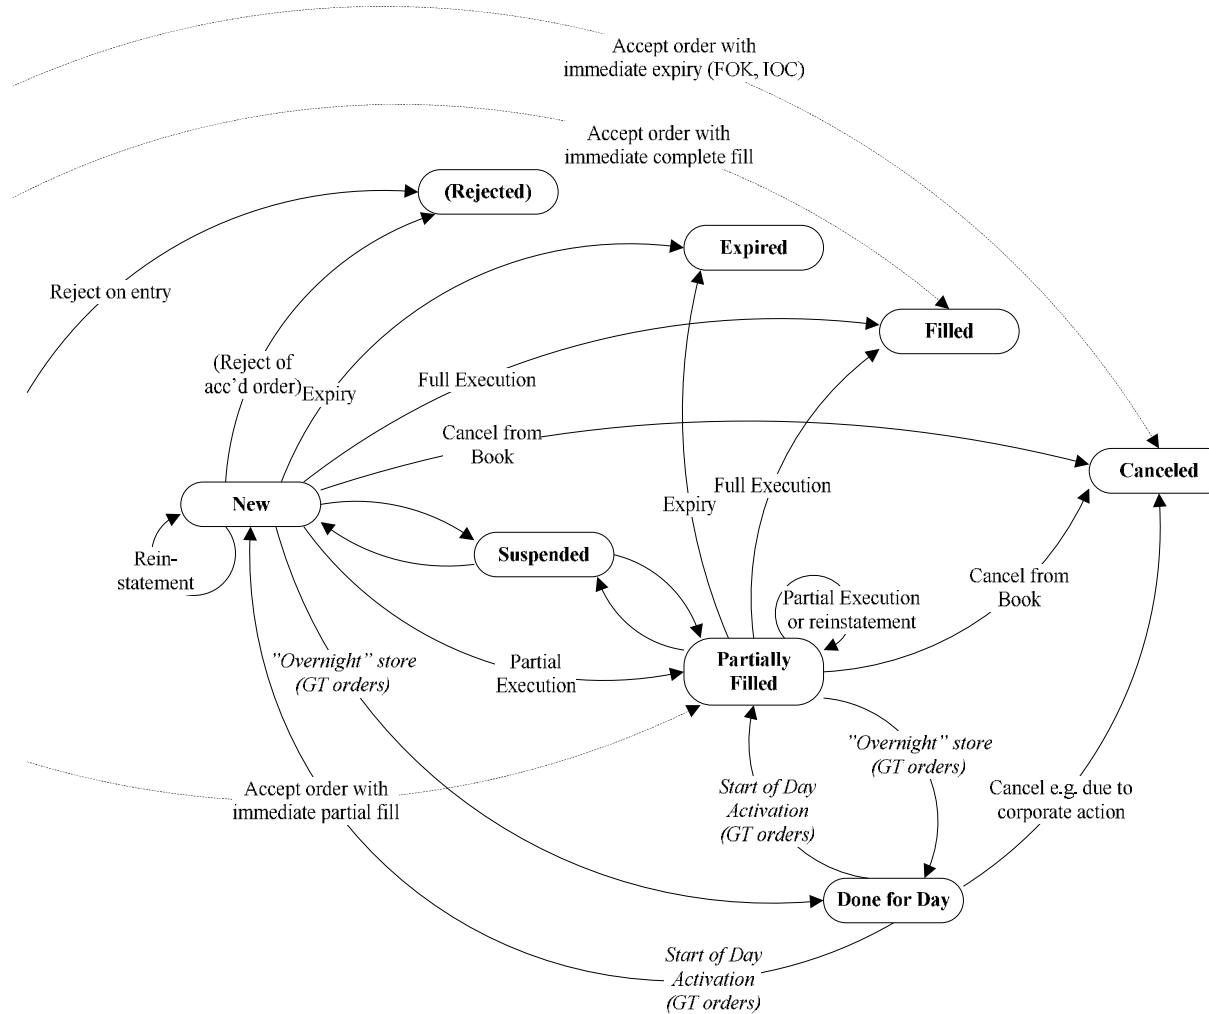 Accept order with
immediate expiry (FOK, IOC)
Accept order with
immediate complete fill
(Rejected)
Expired
Reject on entry
Filled
(Reject of
acc'd order)
Expiry
Full Execution
Cancel from
Book
Canceled
New
Expiry
Full Execution
Suspended
Rein-
statement
Cancel from
Book
Partial Execution
or reinstatement
"Overnight" store
(GT orders)
Partial
Execution
Partially
Filled
"Overnight" store
(GT orders)
Accept order with
immediate partial fill
Start of Day
Activation
(GT orders)
Cancel e.g. due to
corporate action
Done for Day
Start of Day
Activation
(GT orders)